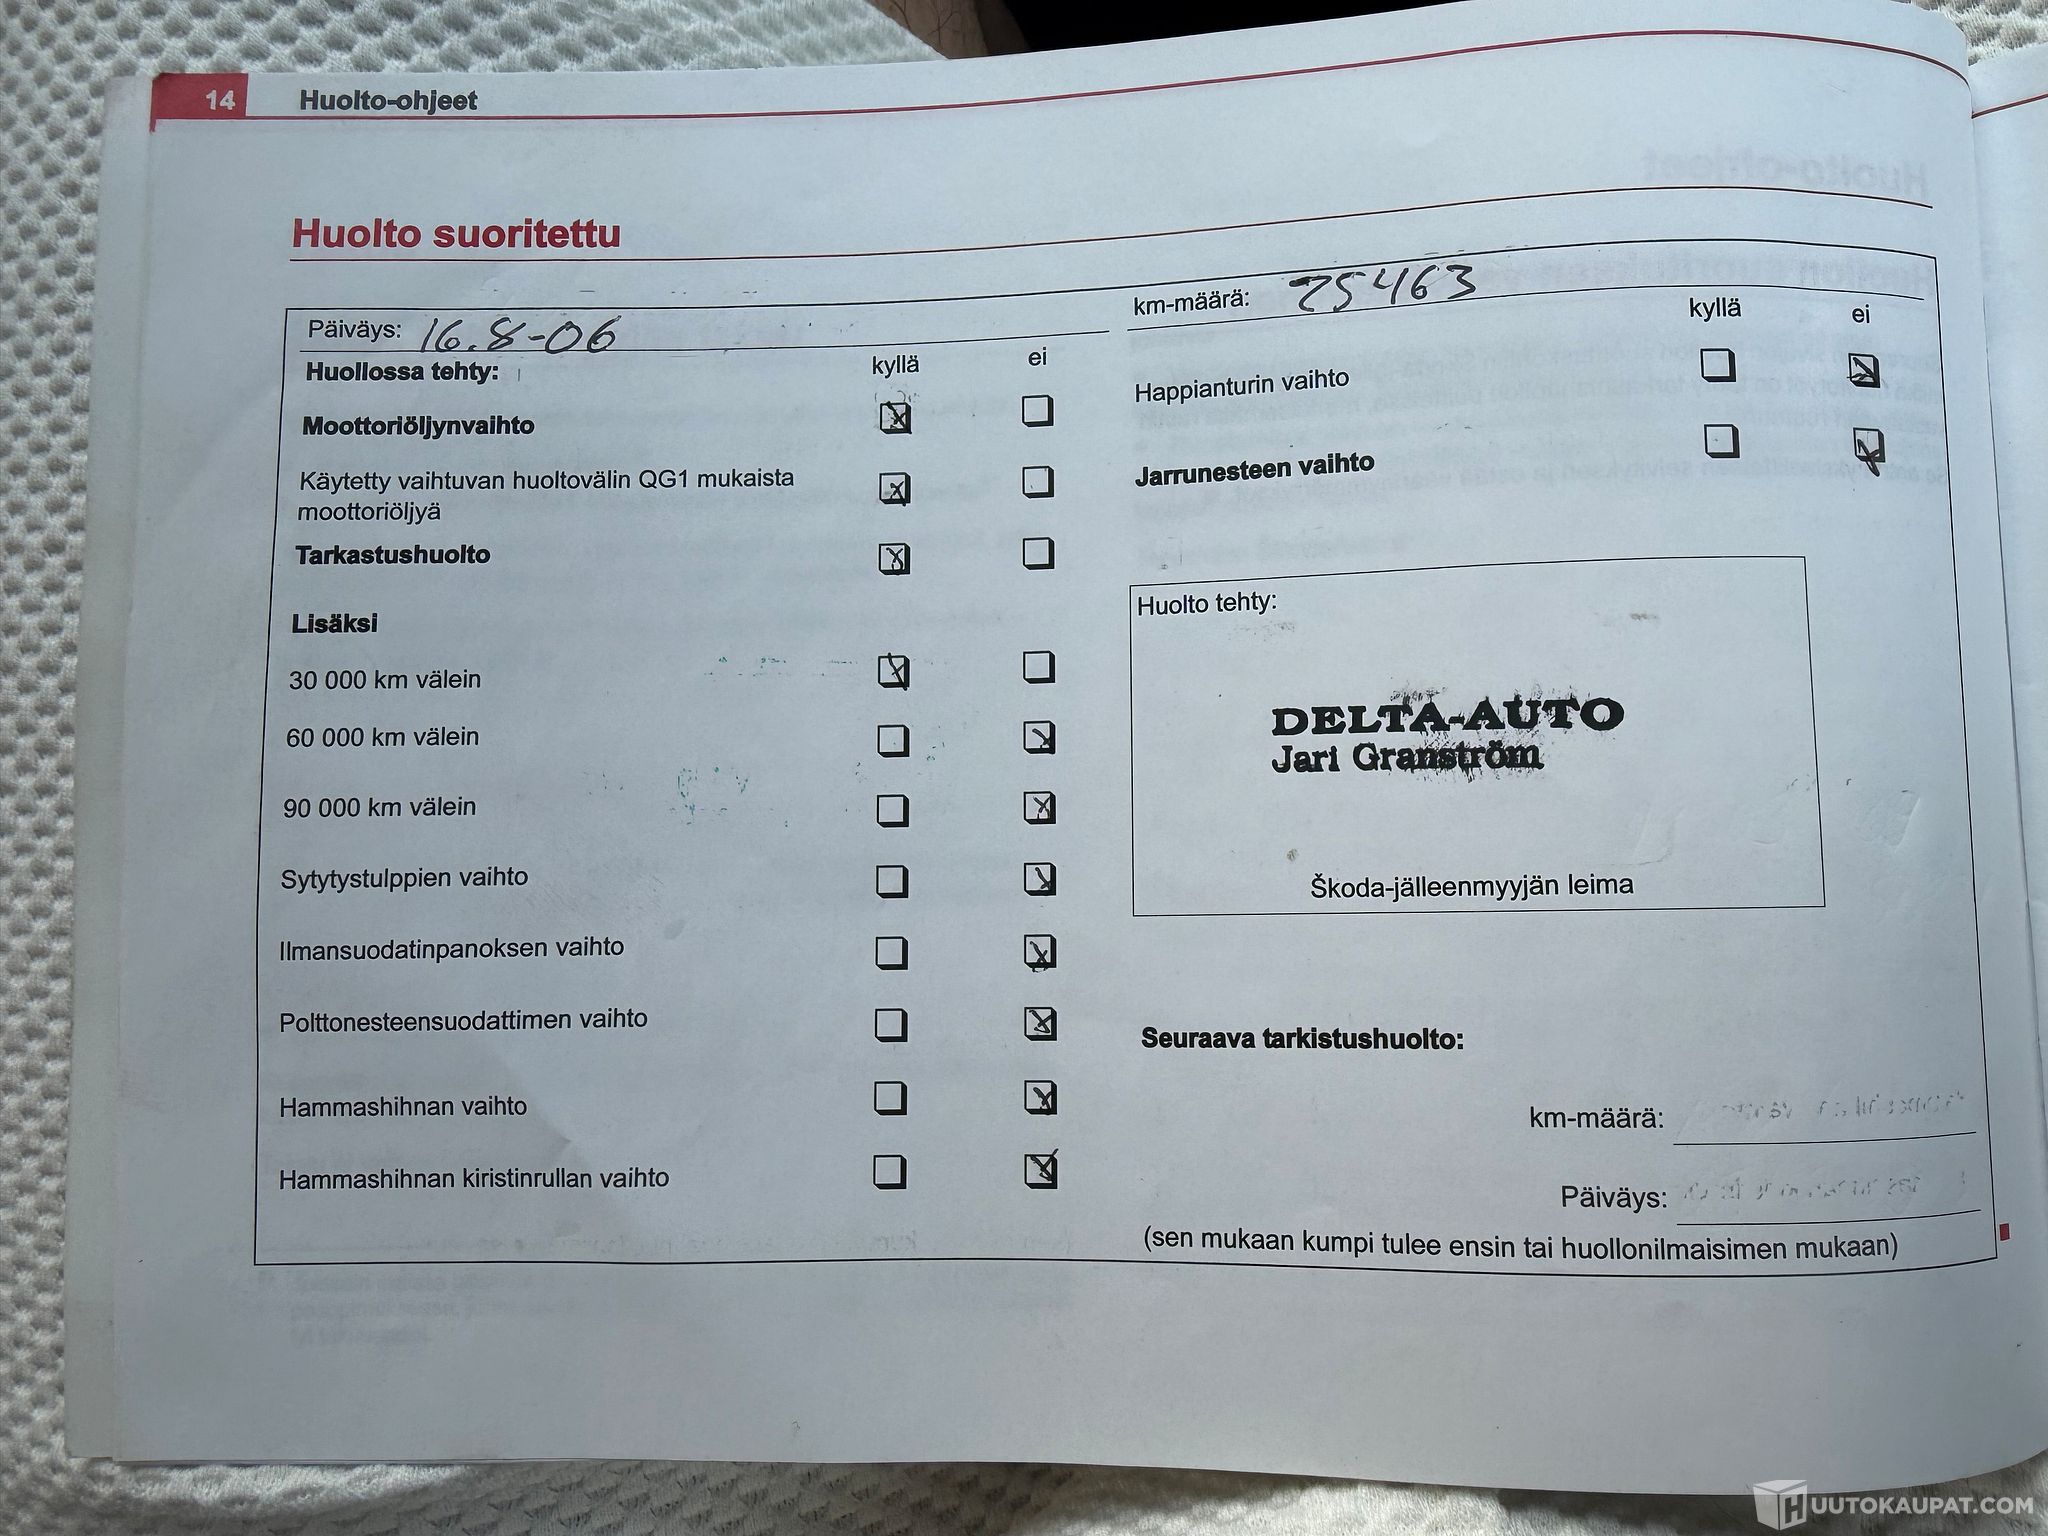 14 Huolto-ohjeet
Huolto suoritettu
Päiväys: 16.8-06
Huollossa tehty: kyllä ei
Moottoriöljynvaihto
Käytetty vaihtuvan huoltovälin QG1 mukaista
moottoriöljyä
Tarkastushuolto
Lisäksi
30 000 km välein
60 000 km välein
90 000 km välein
Sytytystulppien vaihto
Ilmansuodatinpanoksen vaihto
Polttonesteensuodattimen vaihto
Hammashihnan vaihto
Hammashihnan kiristinrullan vaihto
km-määrä: 25463
kyllä ei
Happianturin vaihto
Jarrunesteen vaihto
Huolto tehty:
DELTA-AUTO
Jari Granström
Škoda-jälleenmyyjän leima
Seuraava tarkistushuolto:
km-määrä:
Päiväys:
(sen mukaan kumpi tulee ensin tai huollonilmaisimen mukaan)
HUUTOKAUPAT.COM